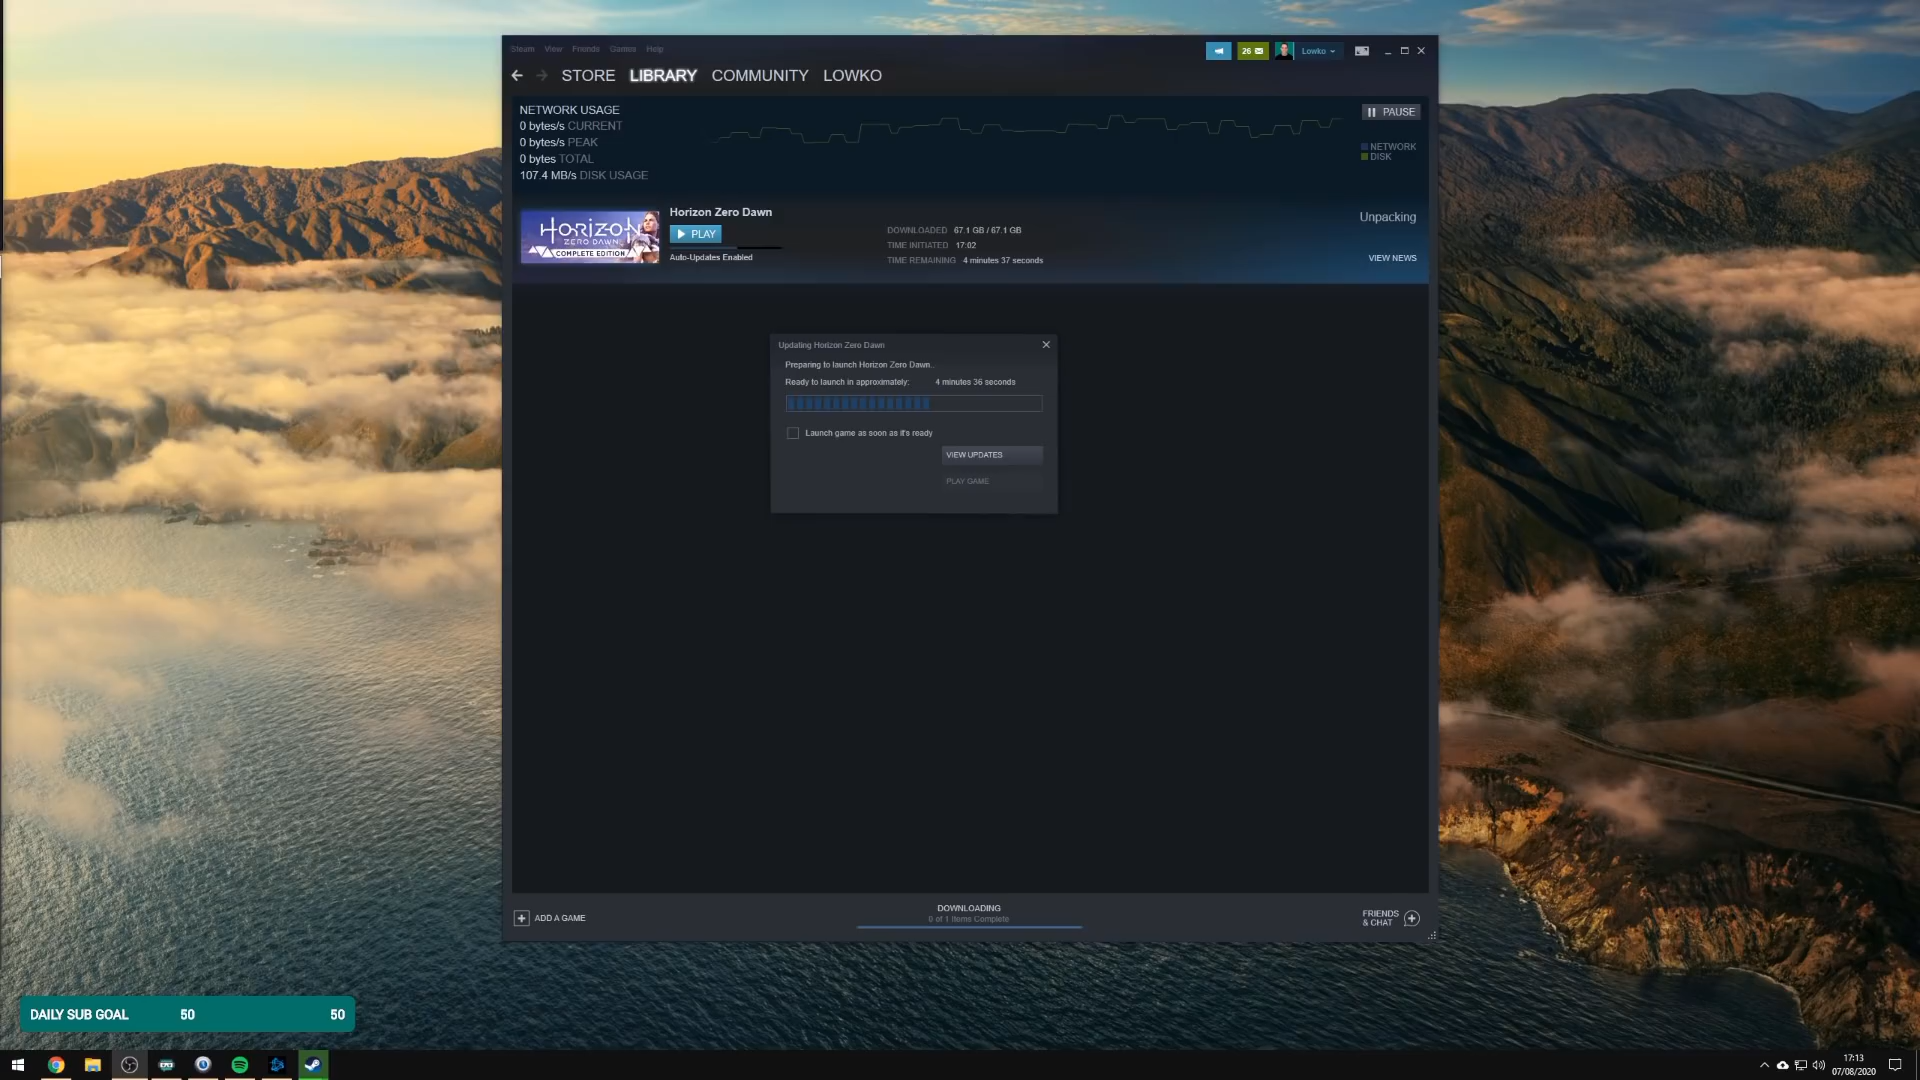 Steam View Friends Games Help
26
Lowko
STORE LIBRARY COMMUNITY LOWKO
NETWORK USAGE
0 bytes/s CURRENT
0 bytes/s PEAK
0 bytes TOTAL
107.4 MB/s DISK USAGE
PAUSE
NETWORK
DISK
HORIZON
ZERO DAWN
COMPLETE EDITION
Horizon Zero Dawn
PLAY
Auto-Updates Enabled
DOWNLOADED 67.1 GB / 67.1 GB
TIME INITIATED 17:02
TIME REMAINING 4 minutes 37 seconds
Unpacking
VIEW NEWS
Updating Horizon Zero Dawn
Preparing to launch Horizon Zero Dawn..
Ready to launch in approximately: 4 minutes 36 seconds
Launch game as soon as it's ready
VIEW UPDATES
PLAY GAME
ADD A GAME
DOWNLOADING
0 of 1 Items Complete
FRIENDS
& CHAT
DAILY SUB GOAL 50 50
17:13
07/08/2020